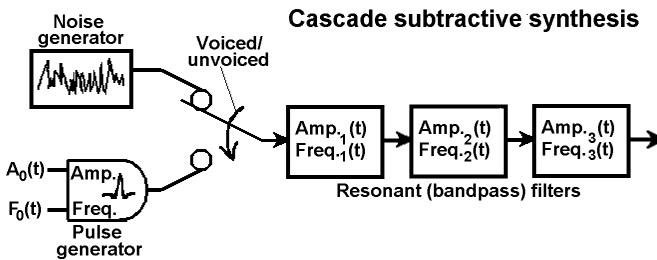 Cascade subtractive synthesis
Noise
generator
Voiced/
unvoiced
A0(t)
Amp.
F0(t)
Freq.
Pulse
generator
Amp.1(t)
Freq.1(t)
Amp.2(t)
Freq.2(t)
Amp.3(t)
Freq.3(t)
Resonant (bandpass) filters